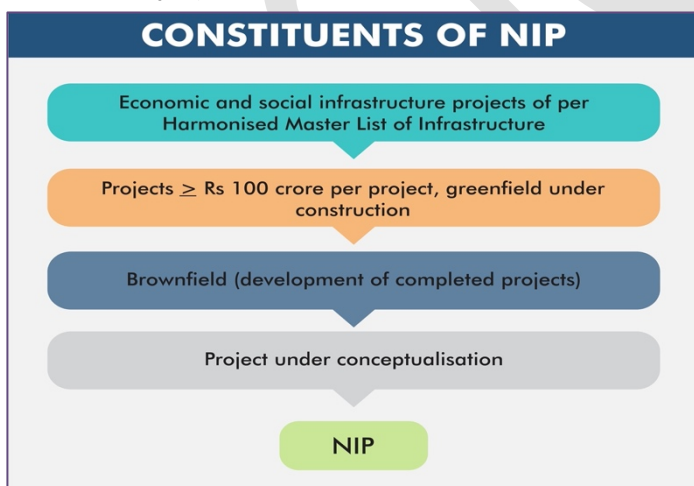 CONSTITUENTS OF NIP
Economic and social infrastructure projects of per
Harmonised Master List of Infrastructure
Projects ≥ Rs 100 crore per project, greenfield under
construction
Brownfield (development of completed projects)
Project under conceptualisation
NIP